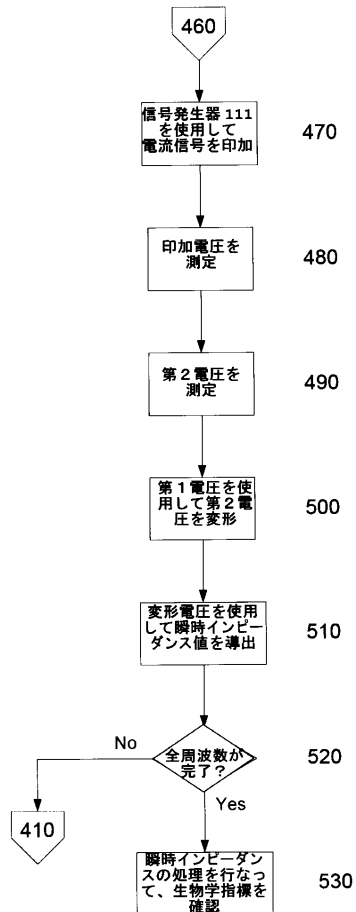 460
信号発生器 111
を使用して
電流信号を印加
470
印加電圧を
測定
480
第２電圧を
測定
490
第１電圧を使
用して第２電
圧を変形
500
変形電圧を使用
して瞬時インピー
ダンス値を導出
510
全周波数が
完了？
520
No
Yes
410
瞬時インピーダン
スの処理を行なっ
て、生物学指標を
確認
530